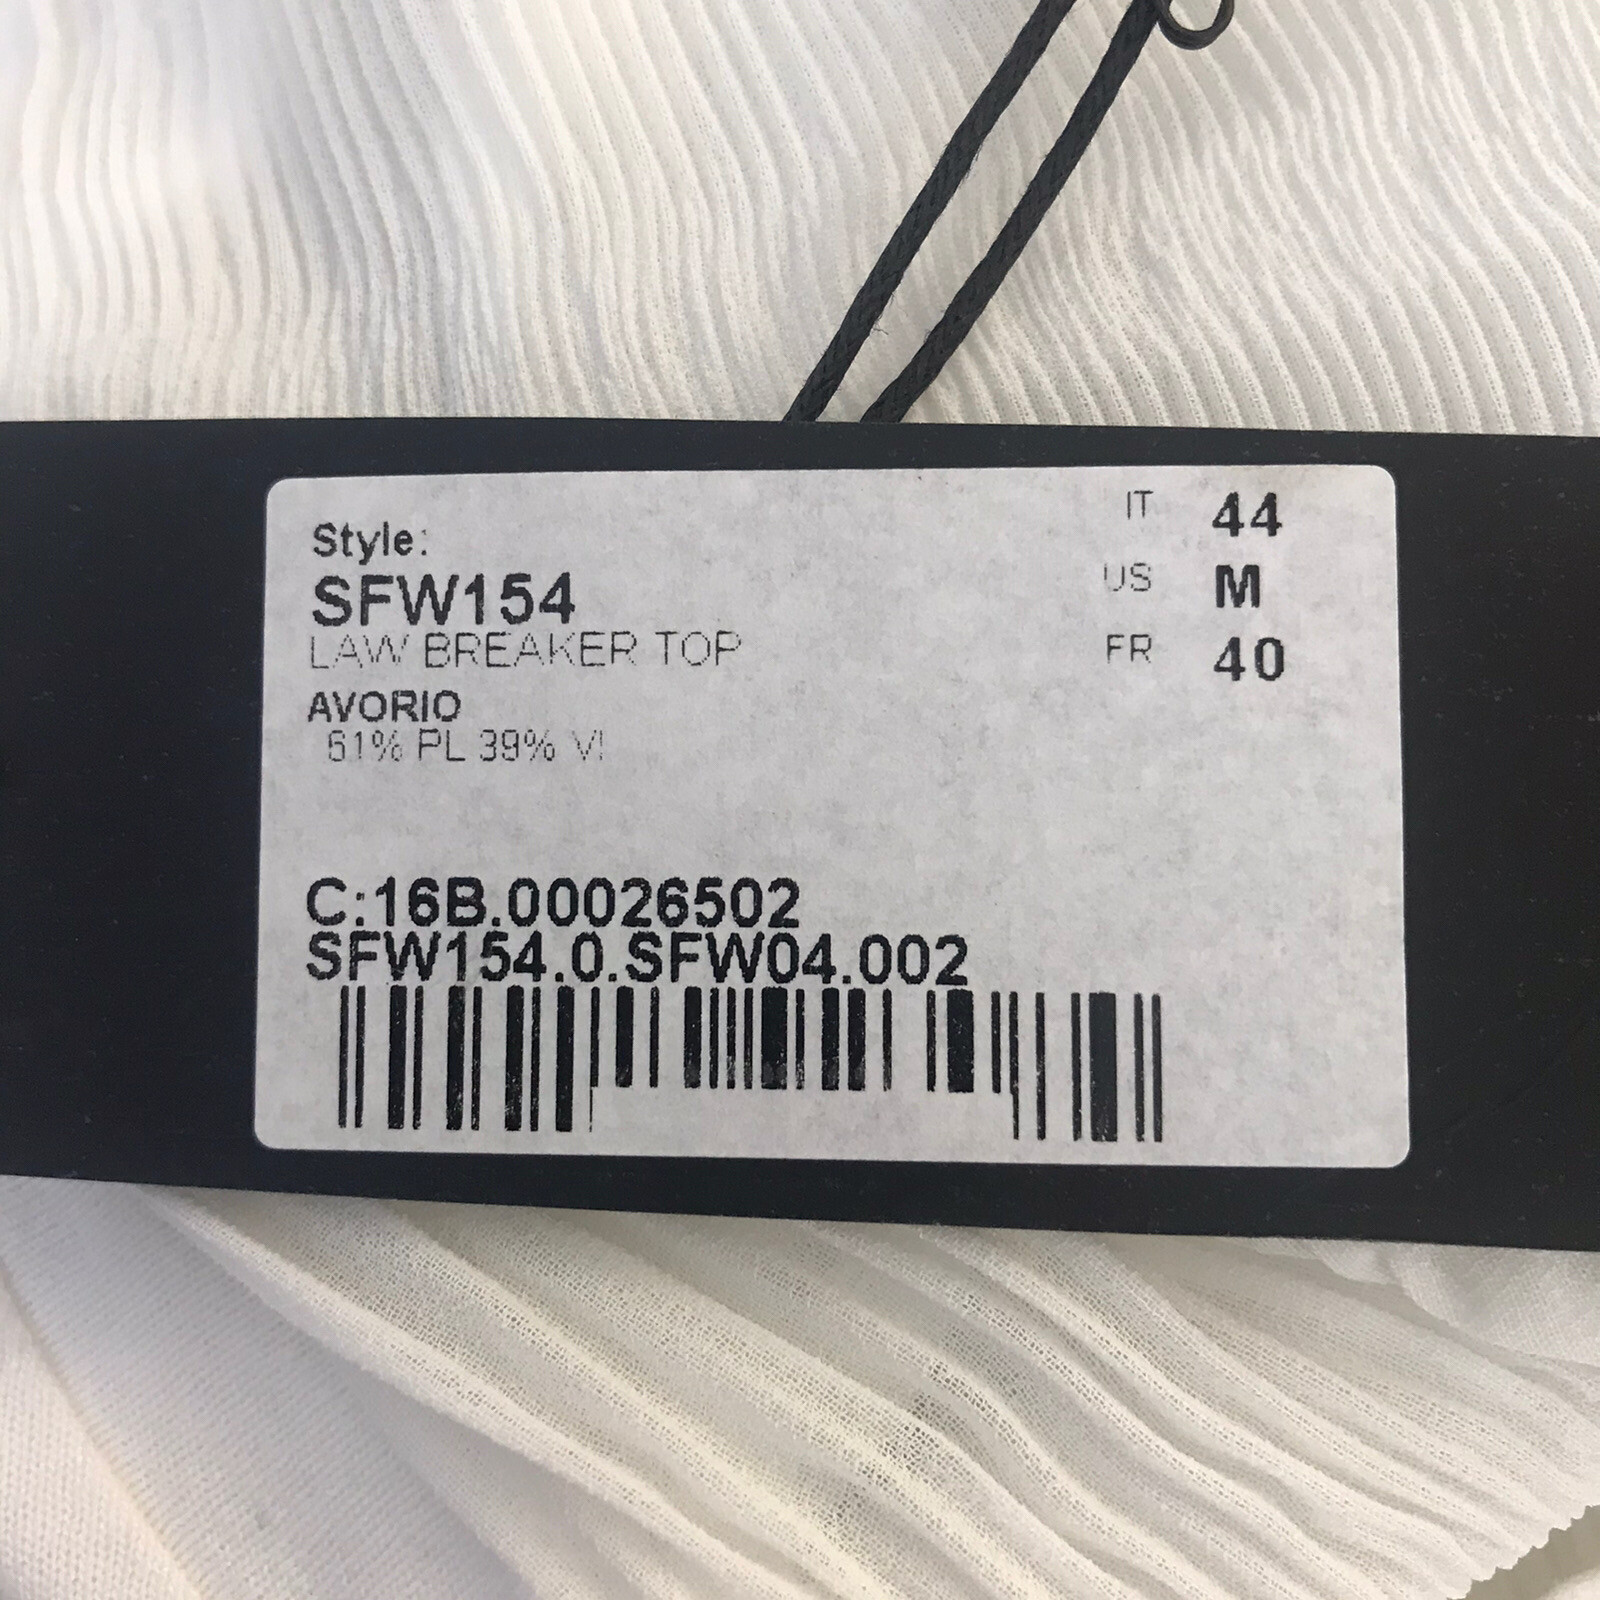 Style:
SFW154
LAW BREAKER TOP
AVORIO
61% PL 39% VI
C:16B.00026502
SFW154.0.SFW04.002
IT 44
US M
FR 40